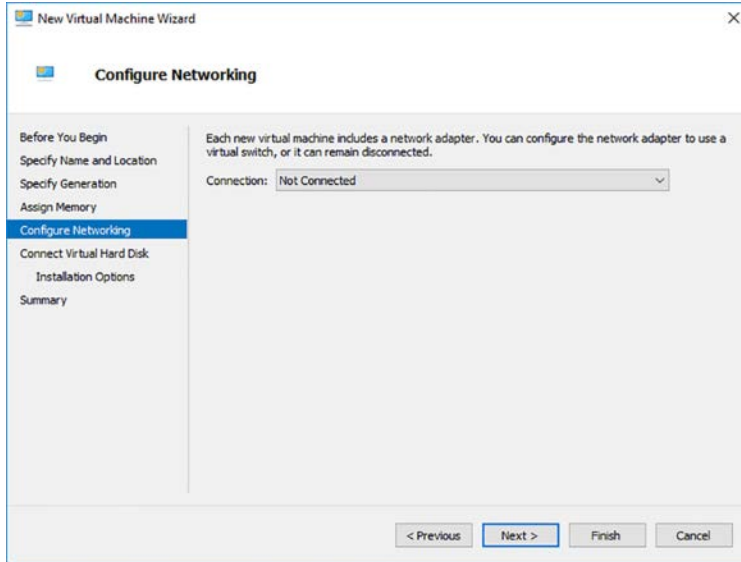 New Virtual Machine Wizard
Configure Networking
Before You Begin
Specify Name and Location
Specify Generation
Assign Memory
Configure Networking
Connect Virtual Hard Disk
Installation Options
Summary
Each new virtual machine includes a network adapter. You can configure the network adapter to use a
virtual switch, or it can remain disconnected.
Connection: Not Connected
< Previous Next > Finish Cancel